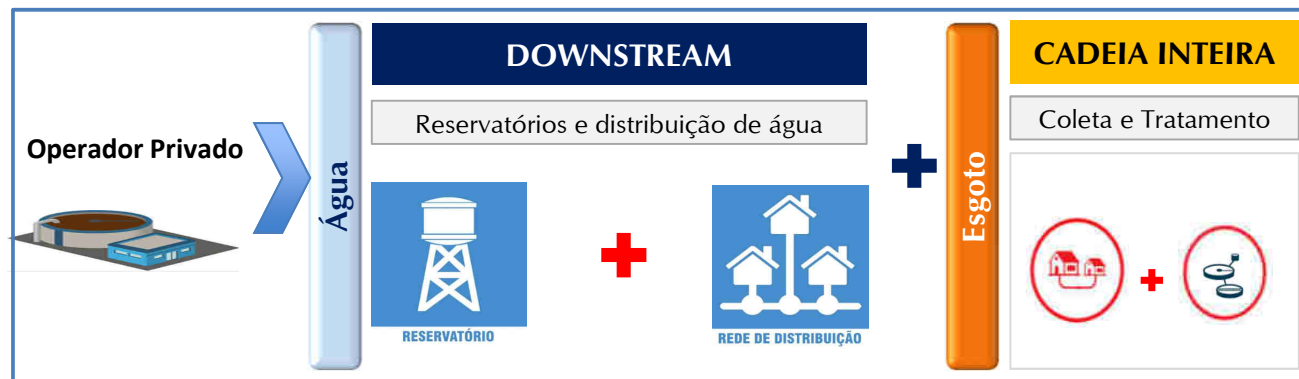 Operador Privado
Água
DOWNSTREAM
Reservatórios e distribuição de água
RESERVATÓRIO
REDE DE DISTRIBUIÇÃO
Esgoto
CADEIA INTEIRA
Coleta e Tratamento